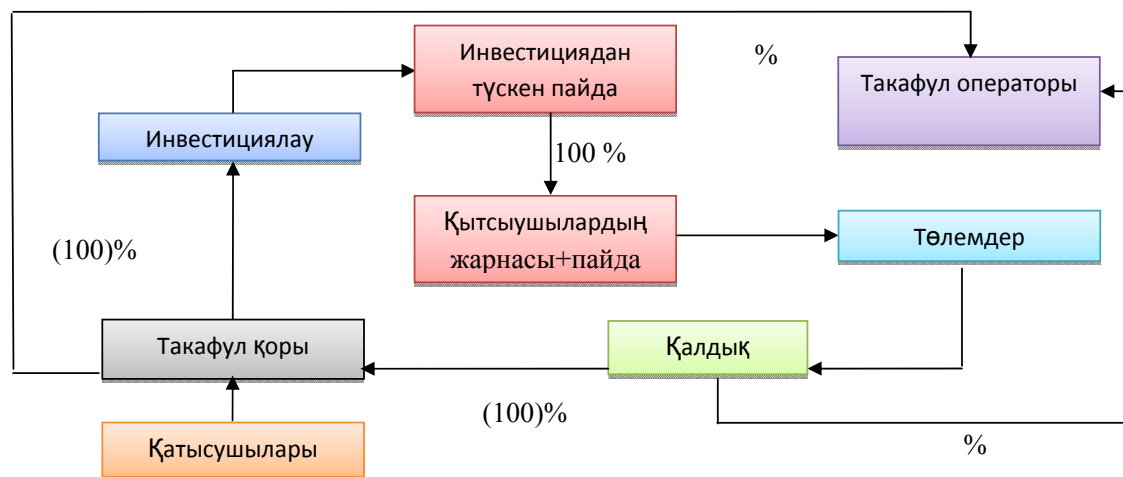 Инвестициядан
түскен пайда
%
Такафул операторы
Инвестициялау
100 %
Қытсыушылардың
жарнасы+пайда
Төлемдер
(100)%
Такафул қоры
Қалдық
(100)%
Қатысушылары
%